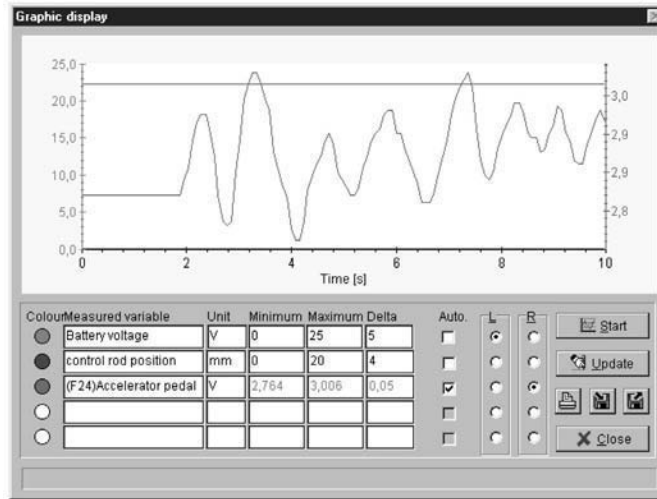 Graphic display
25,0
20,0
15,0
10,0
5,0
0,0
3,0
2,9
2,9
2,8
0 2 4 6 8 10
Time [s]
Colour Measured variable Unit Minimum Maximum Delta Auto. L R
Battery voltage V 0 25 5
control rod position mm 0 20 4
(F24)Accelerator pedal V 2,764 3,006 0,05
Start
Update
Close